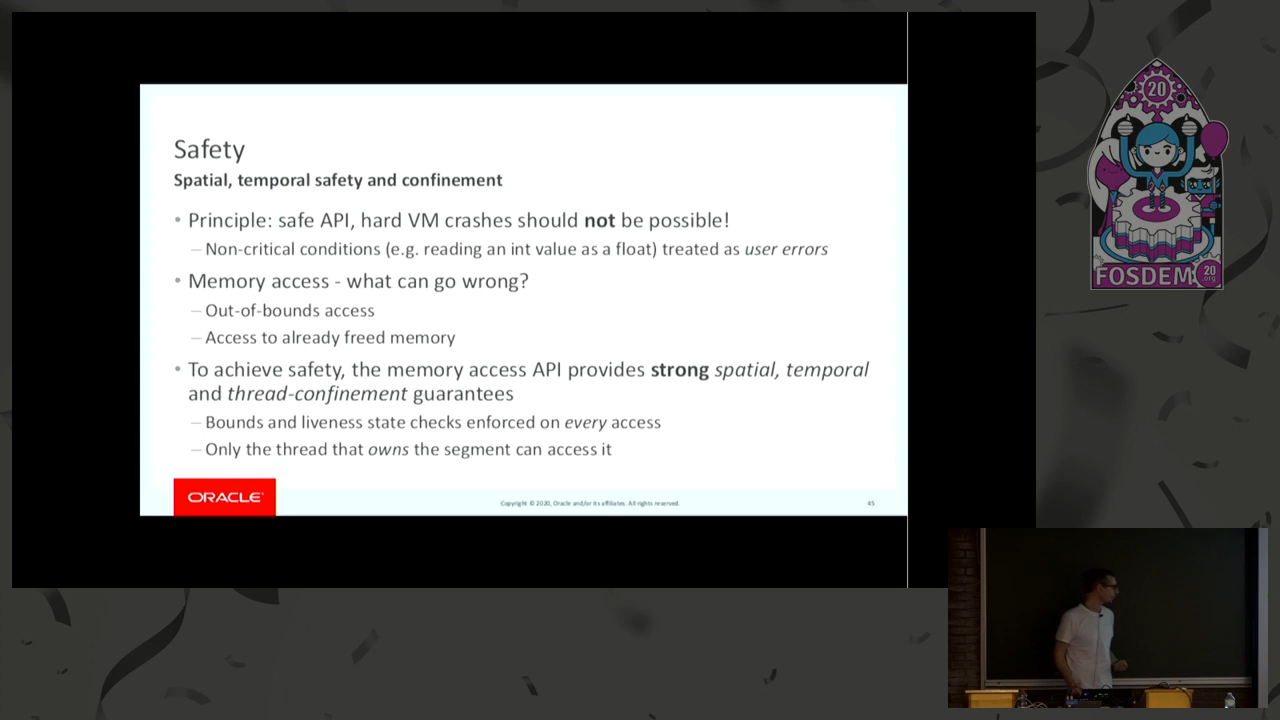 Safety
Spatial, temporal safety and confinement
• Principle: safe API, hard VM crashes should not be possible!
– Non-critical conditions (e.g. reading an int value as a float) treated as user errors
• Memory access - what can go wrong?
– Out-of-bounds access
– Access to already freed memory
• To achieve safety, the memory access API provides strong spatial, temporal
and thread-confinement guarantees
– Bounds and liveness state checks enforced on every access
– Only the thread that owns the segment can access it
ORACLE
Copyright © 2020, Oracle and/or its affiliates. All rights reserved.
45
20
FOSDEM
20
.org